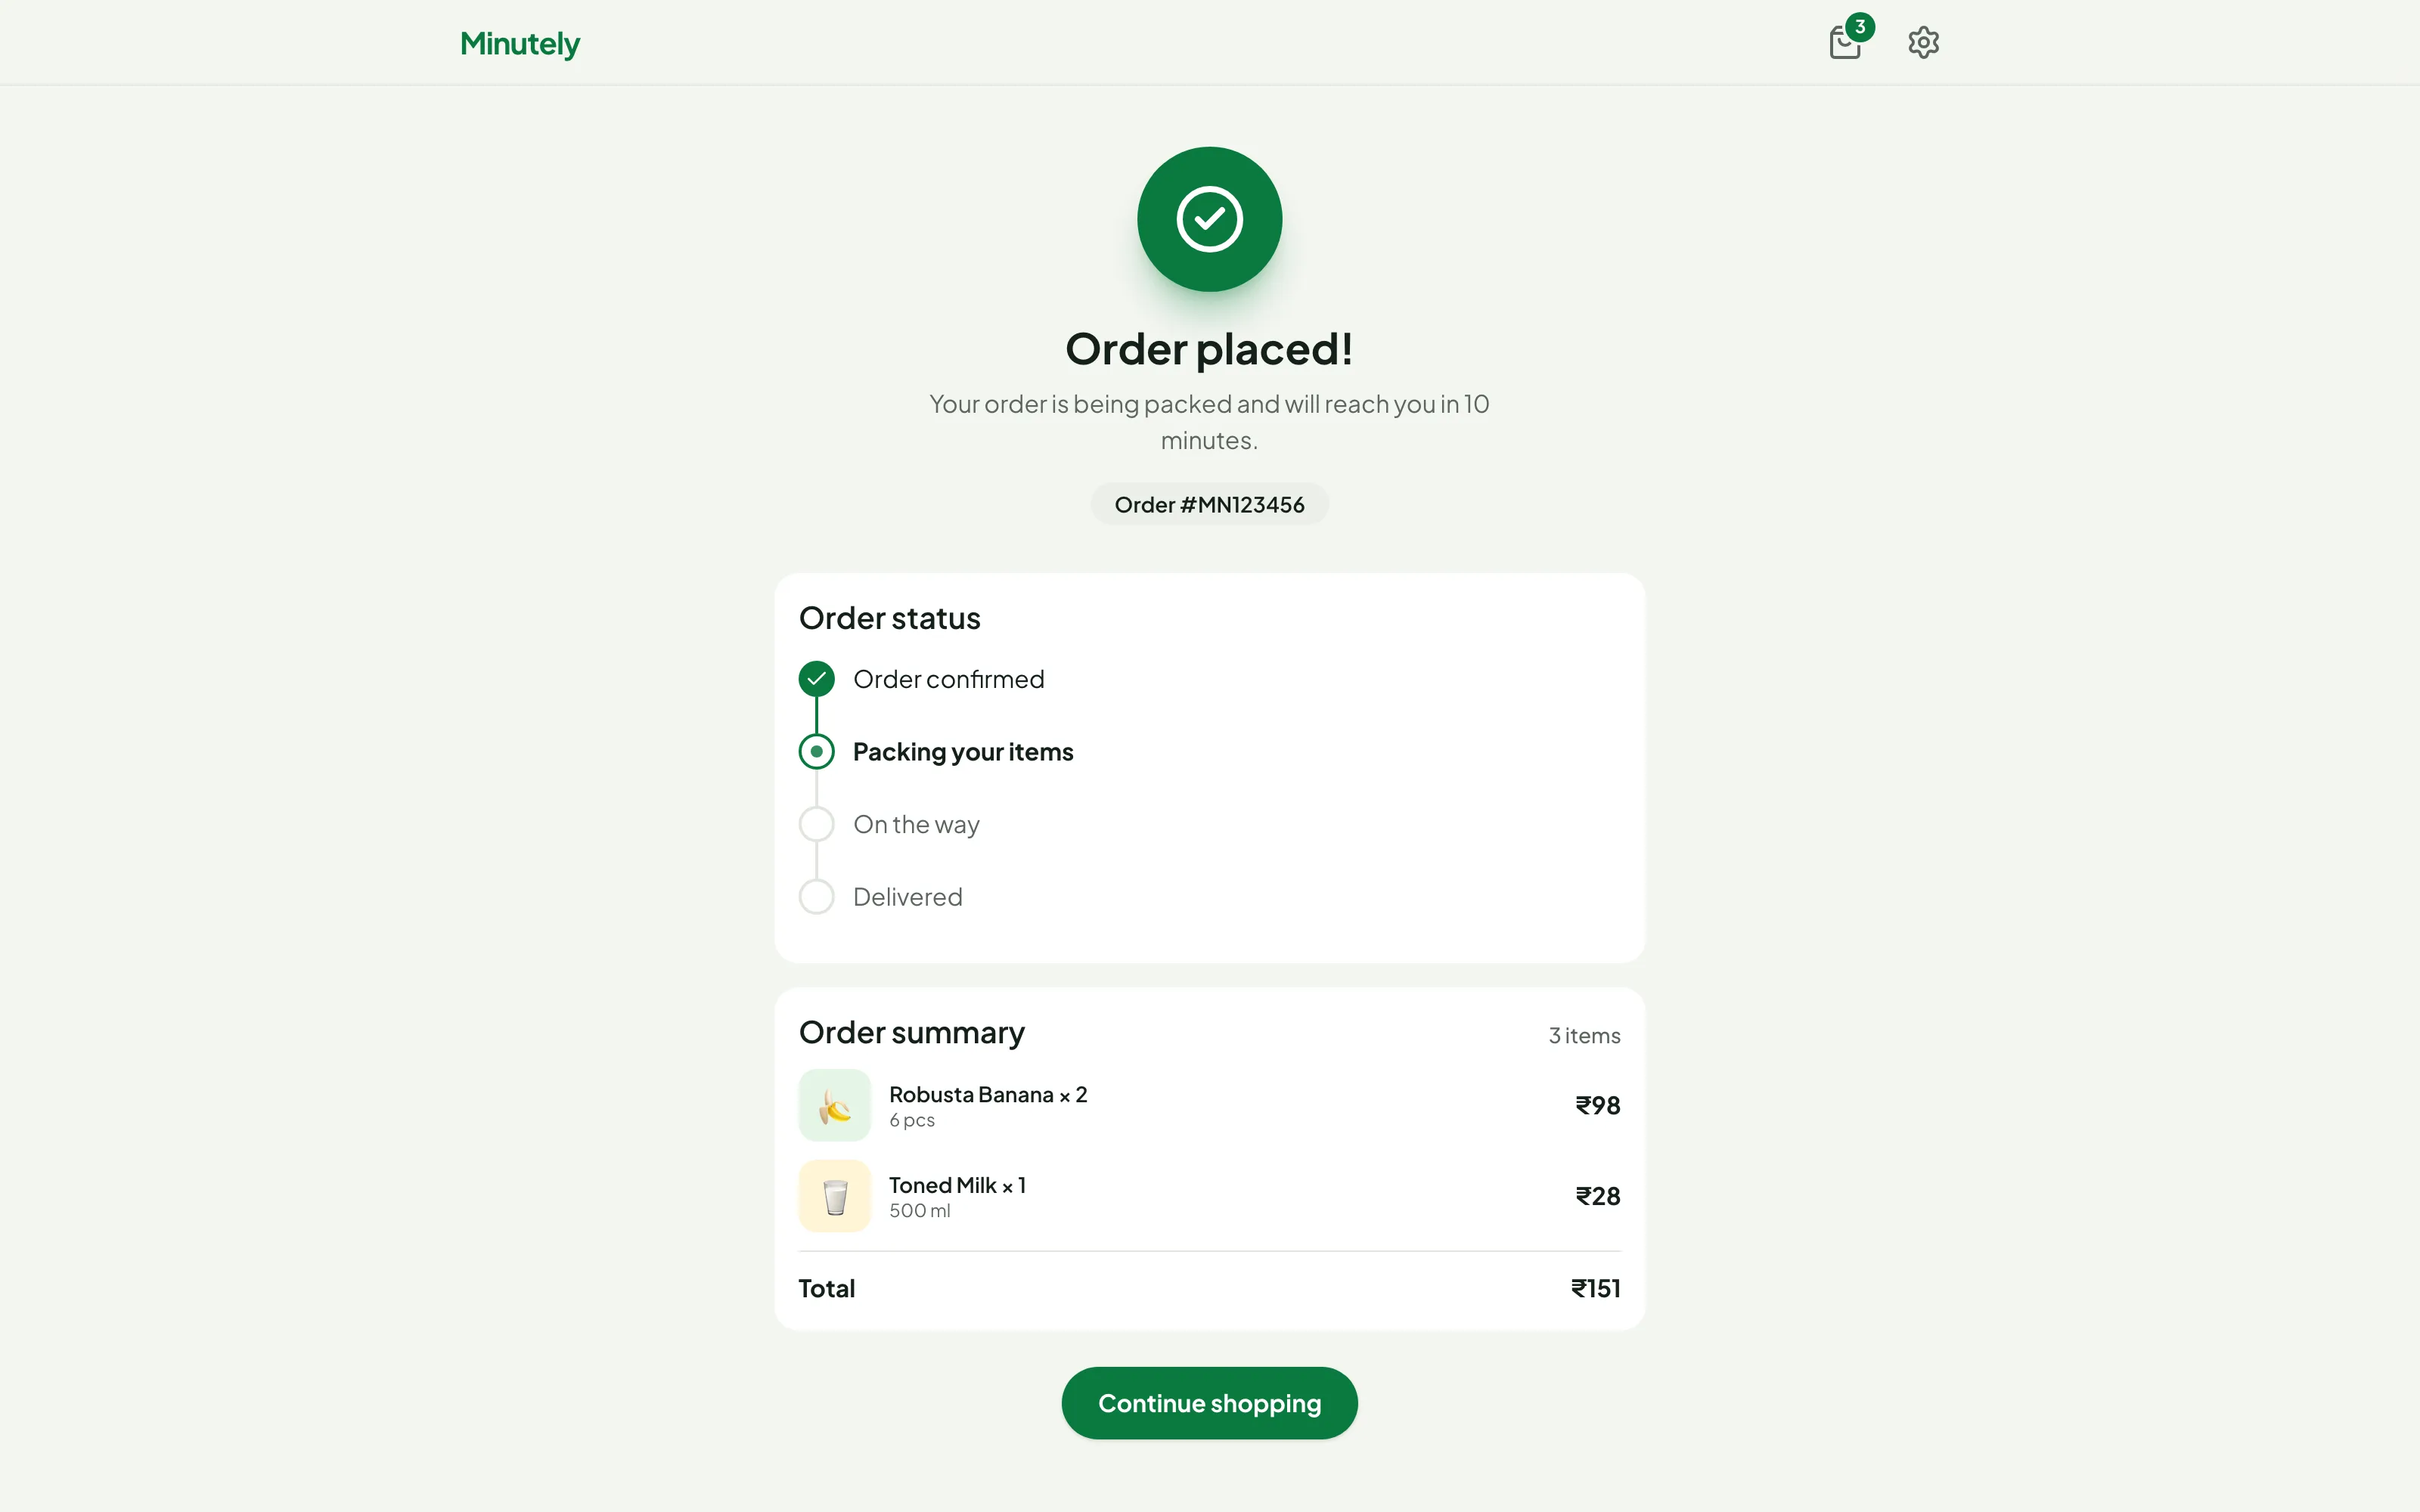 Minutely
3
Order placed!
Your order is being packed and will reach you in 10
minutes.
Order #MN123456
Order status
Order confirmed
Packing your items
On the way
Delivered
Order summary
3 items
Robusta Banana × 2
6 pcs
₹98
Toned Milk × 1
500 ml
₹28
Total
₹151
Continue shopping